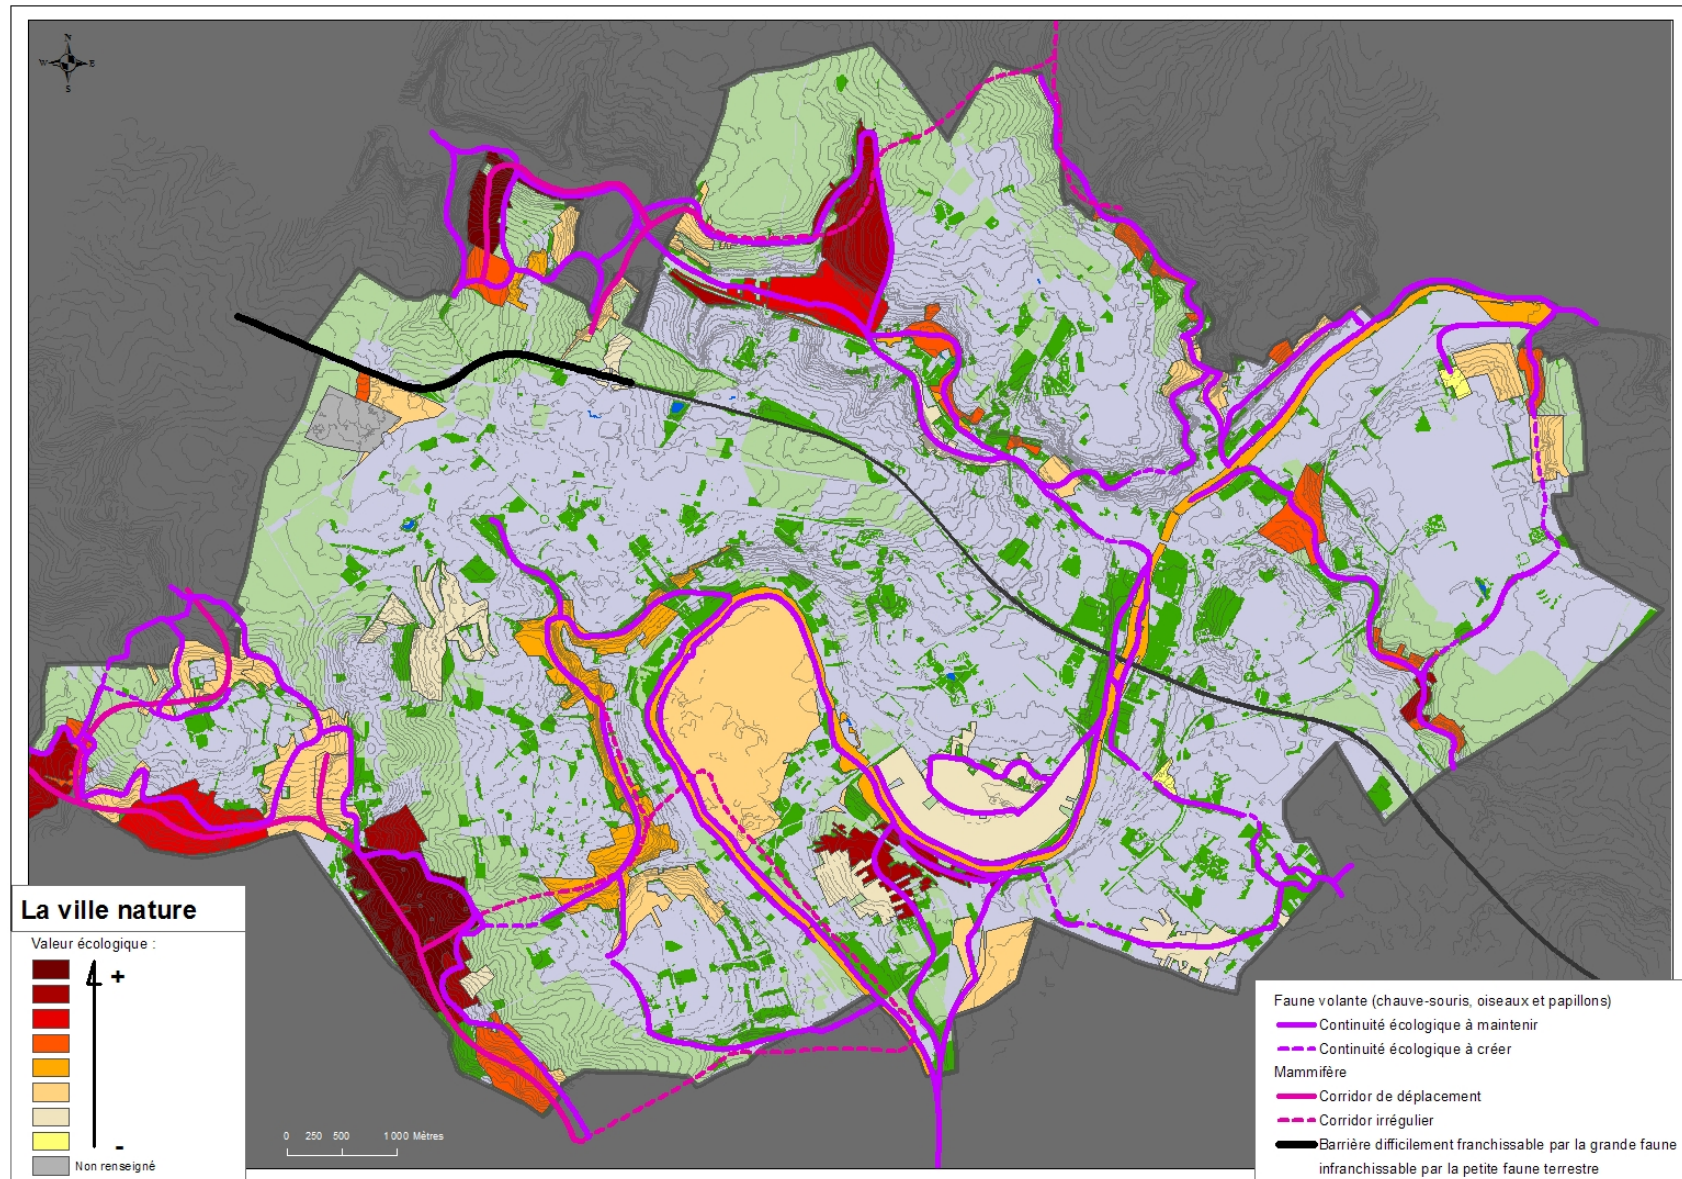 N
W E
S
La ville nature
Valeur écologique :
+
-
Non renseigné
0 250 500 1 000 Mètres
Faune volante (chauve-souris, oiseaux et papillons)
Continuité écologique à maintenir
Continuité écologique à créer
Mammifère
Corridor de déplacement
Corridor irrégulier
Barrière difficilement franchissable par la grande faune
infranchissable par la petite faune terrestre